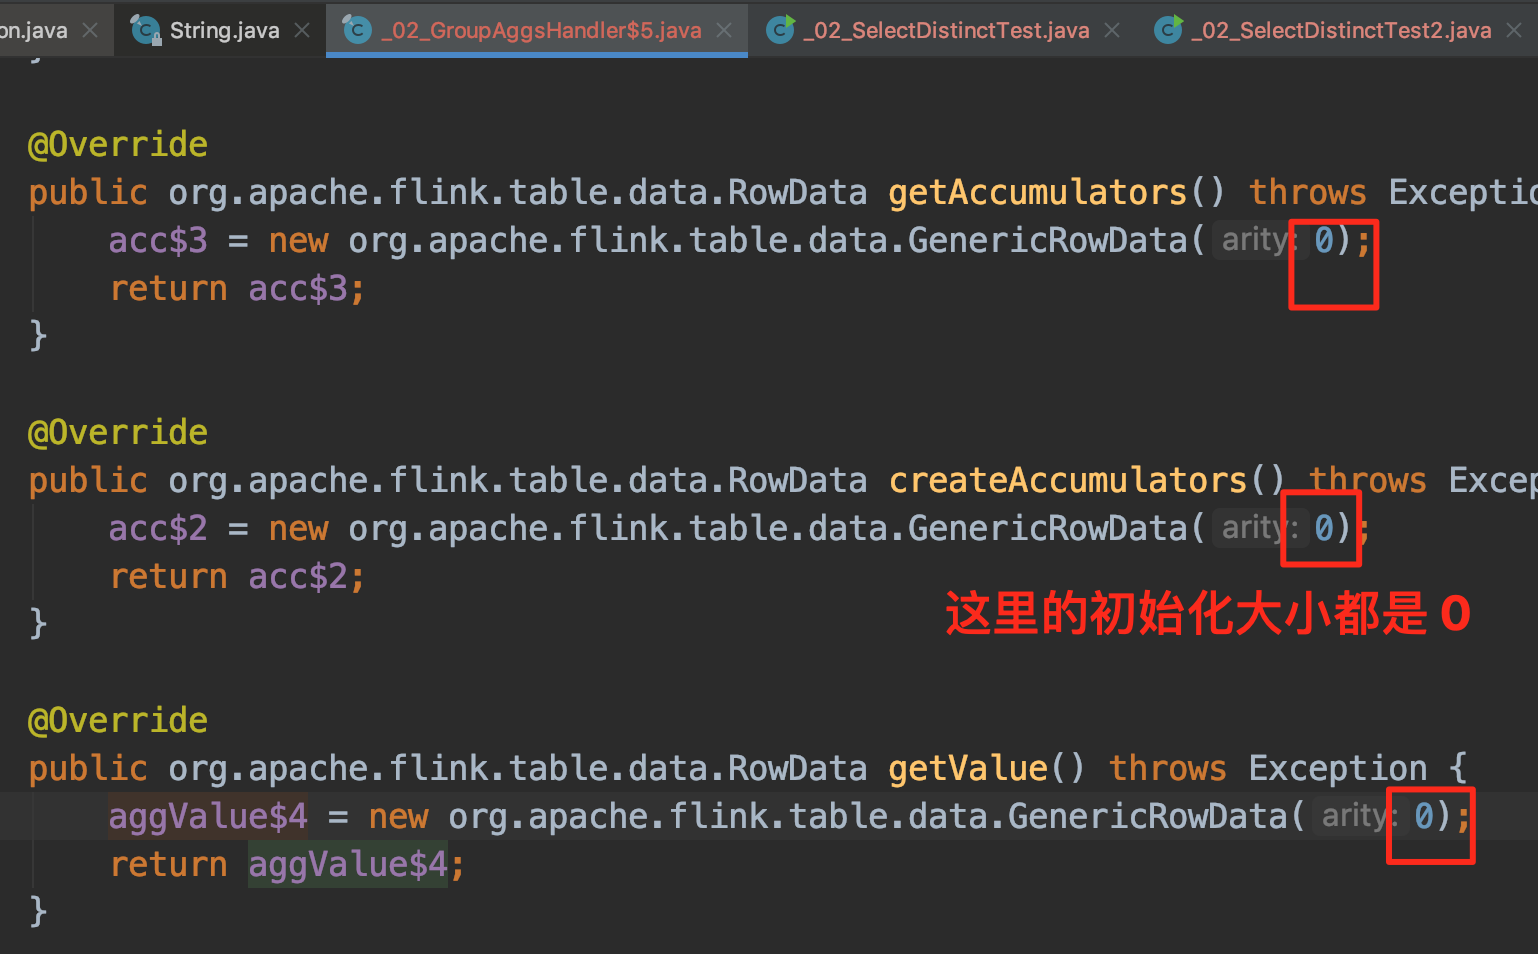 on.java String.java _02_GroupAggsHandler$5.java _02_SelectDistinctTest.java _02_SelectDistinctTest2.java
}
@Override
public org.apache.flink.table.data.RowData getAccumulators() throws Exceptio
acc$3 = new org.apache.flink.table.data.GenericRowData( arity: 0);
return acc$3;
}
@Override
public org.apache.flink.table.data.RowData createAccumulators() throws Excep
acc$2 = new org.apache.flink.table.data.GenericRowData( arity: 0);
return acc$2;
}
这里的初始化大小都是 0
@Override
public org.apache.flink.table.data.RowData getValue() throws Exception {
aggValue$4 = new org.apache.flink.table.data.GenericRowData( arity: 0);
return aggValue$4;
}